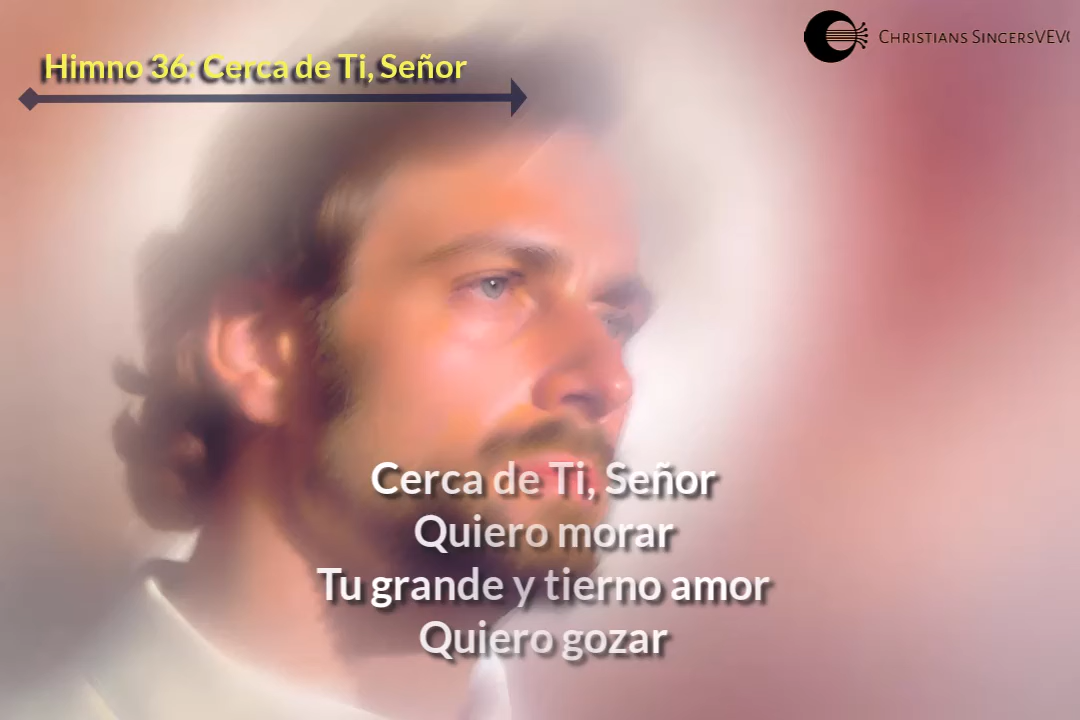 Himno 36: Cerca de Ti, Señor
Christians SingersVEVO
Cerca de Ti, Señor
Quiero morar
Tu grande y tierno amor
Quiero gozar